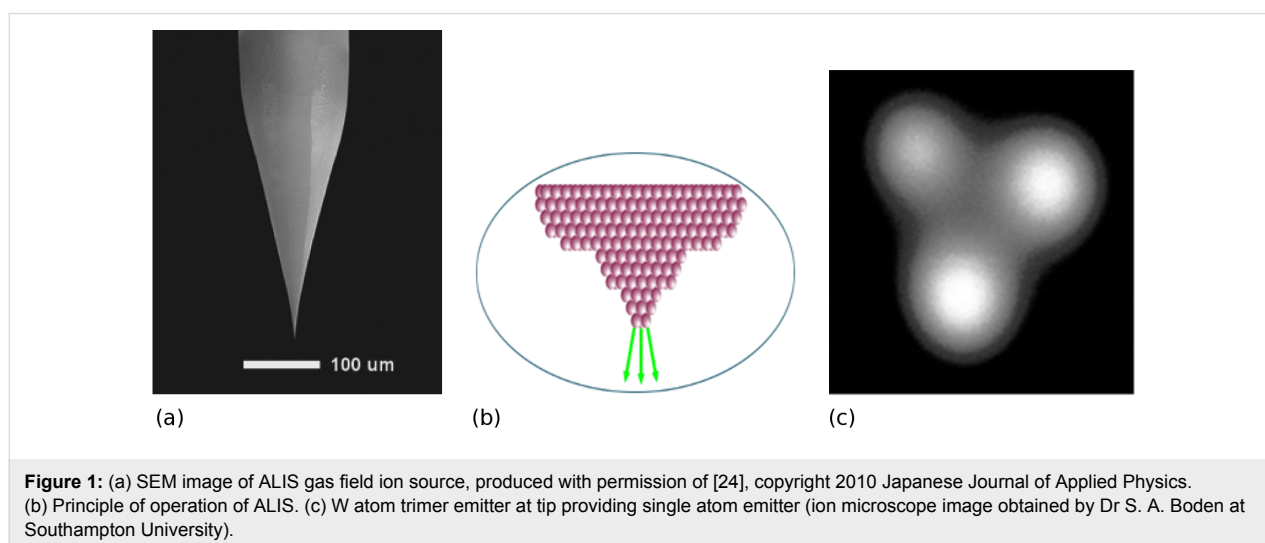 100 um
(a)
(b)
(c)
Figure 1: (a) SEM image of ALIS gas field ion source, produced with permission of [24], copyright 2010 Japanese Journal of Applied Physics.
(b) Principle of operation of ALIS. (c) W atom trimer emitter at tip providing single atom emitter (ion microscope image obtained by Dr S. A. Boden at
Southampton University).